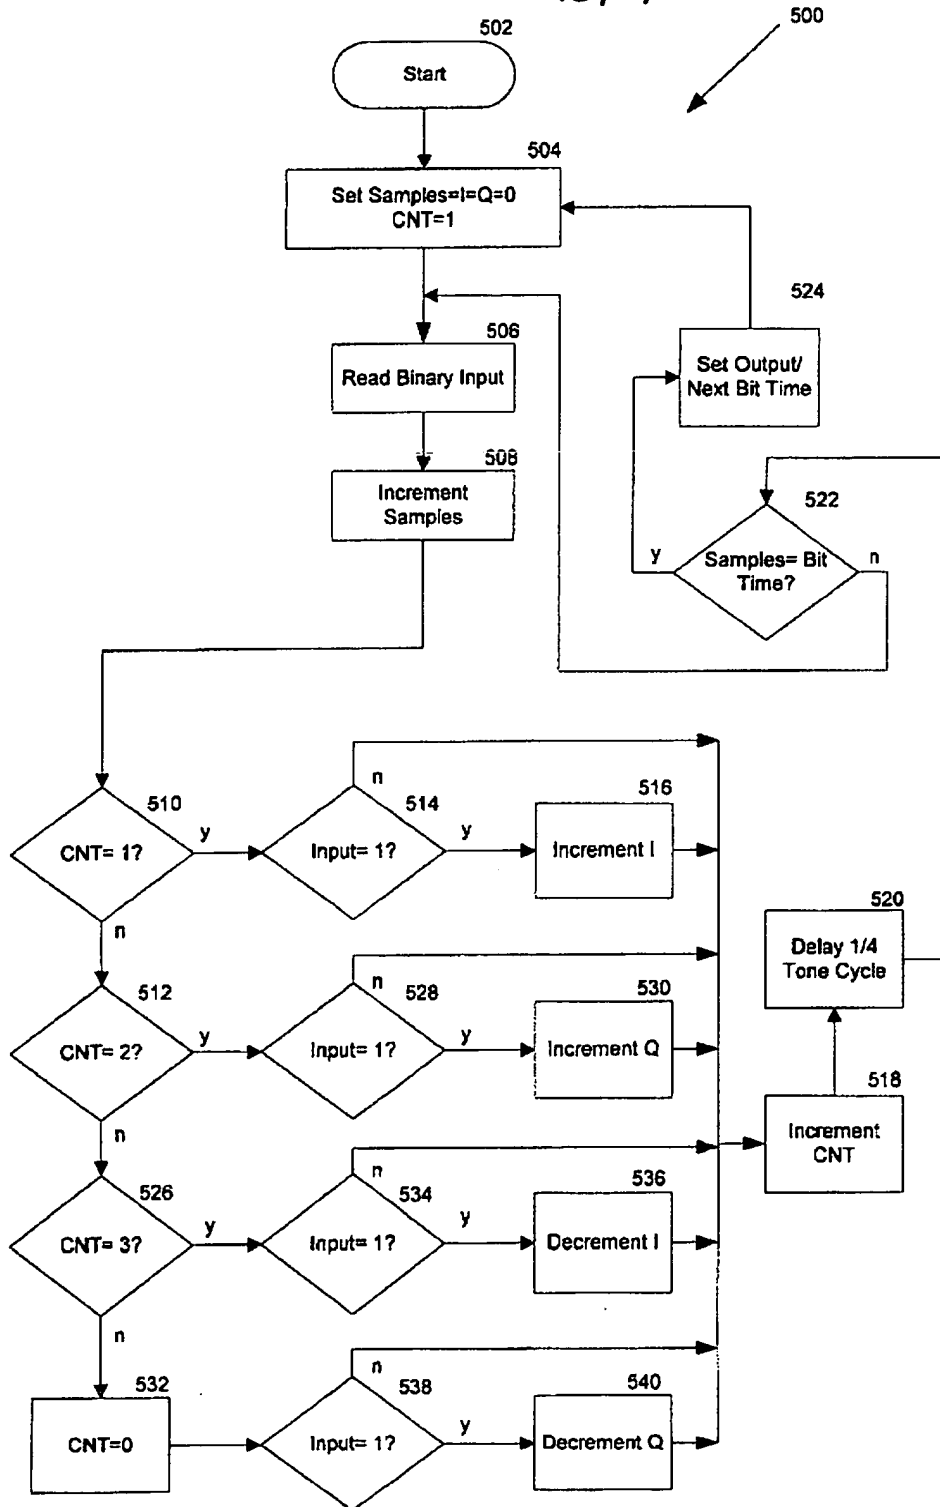 500
502
Start
504
Set Samples=I=Q=0
CNT=1
506
Read Binary Input
508
Increment
Samples
524
Set Output/
Next Bit Time
522
Samples= Bit
Time?
y
n
510
CNT= 1?
y
n
514
Input= 1?
n
y
516
Increment I
512
CNT= 2?
y
n
528
Input= 1?
n
y
530
Increment Q
526
CNT= 3?
y
n
534
Input= 1?
n
y
536
Decrement I
532
CNT=0
538
Input= 1?
n
y
540
Decrement Q
518
Increment
CNT
520
Delay 1/4
Tone Cycle